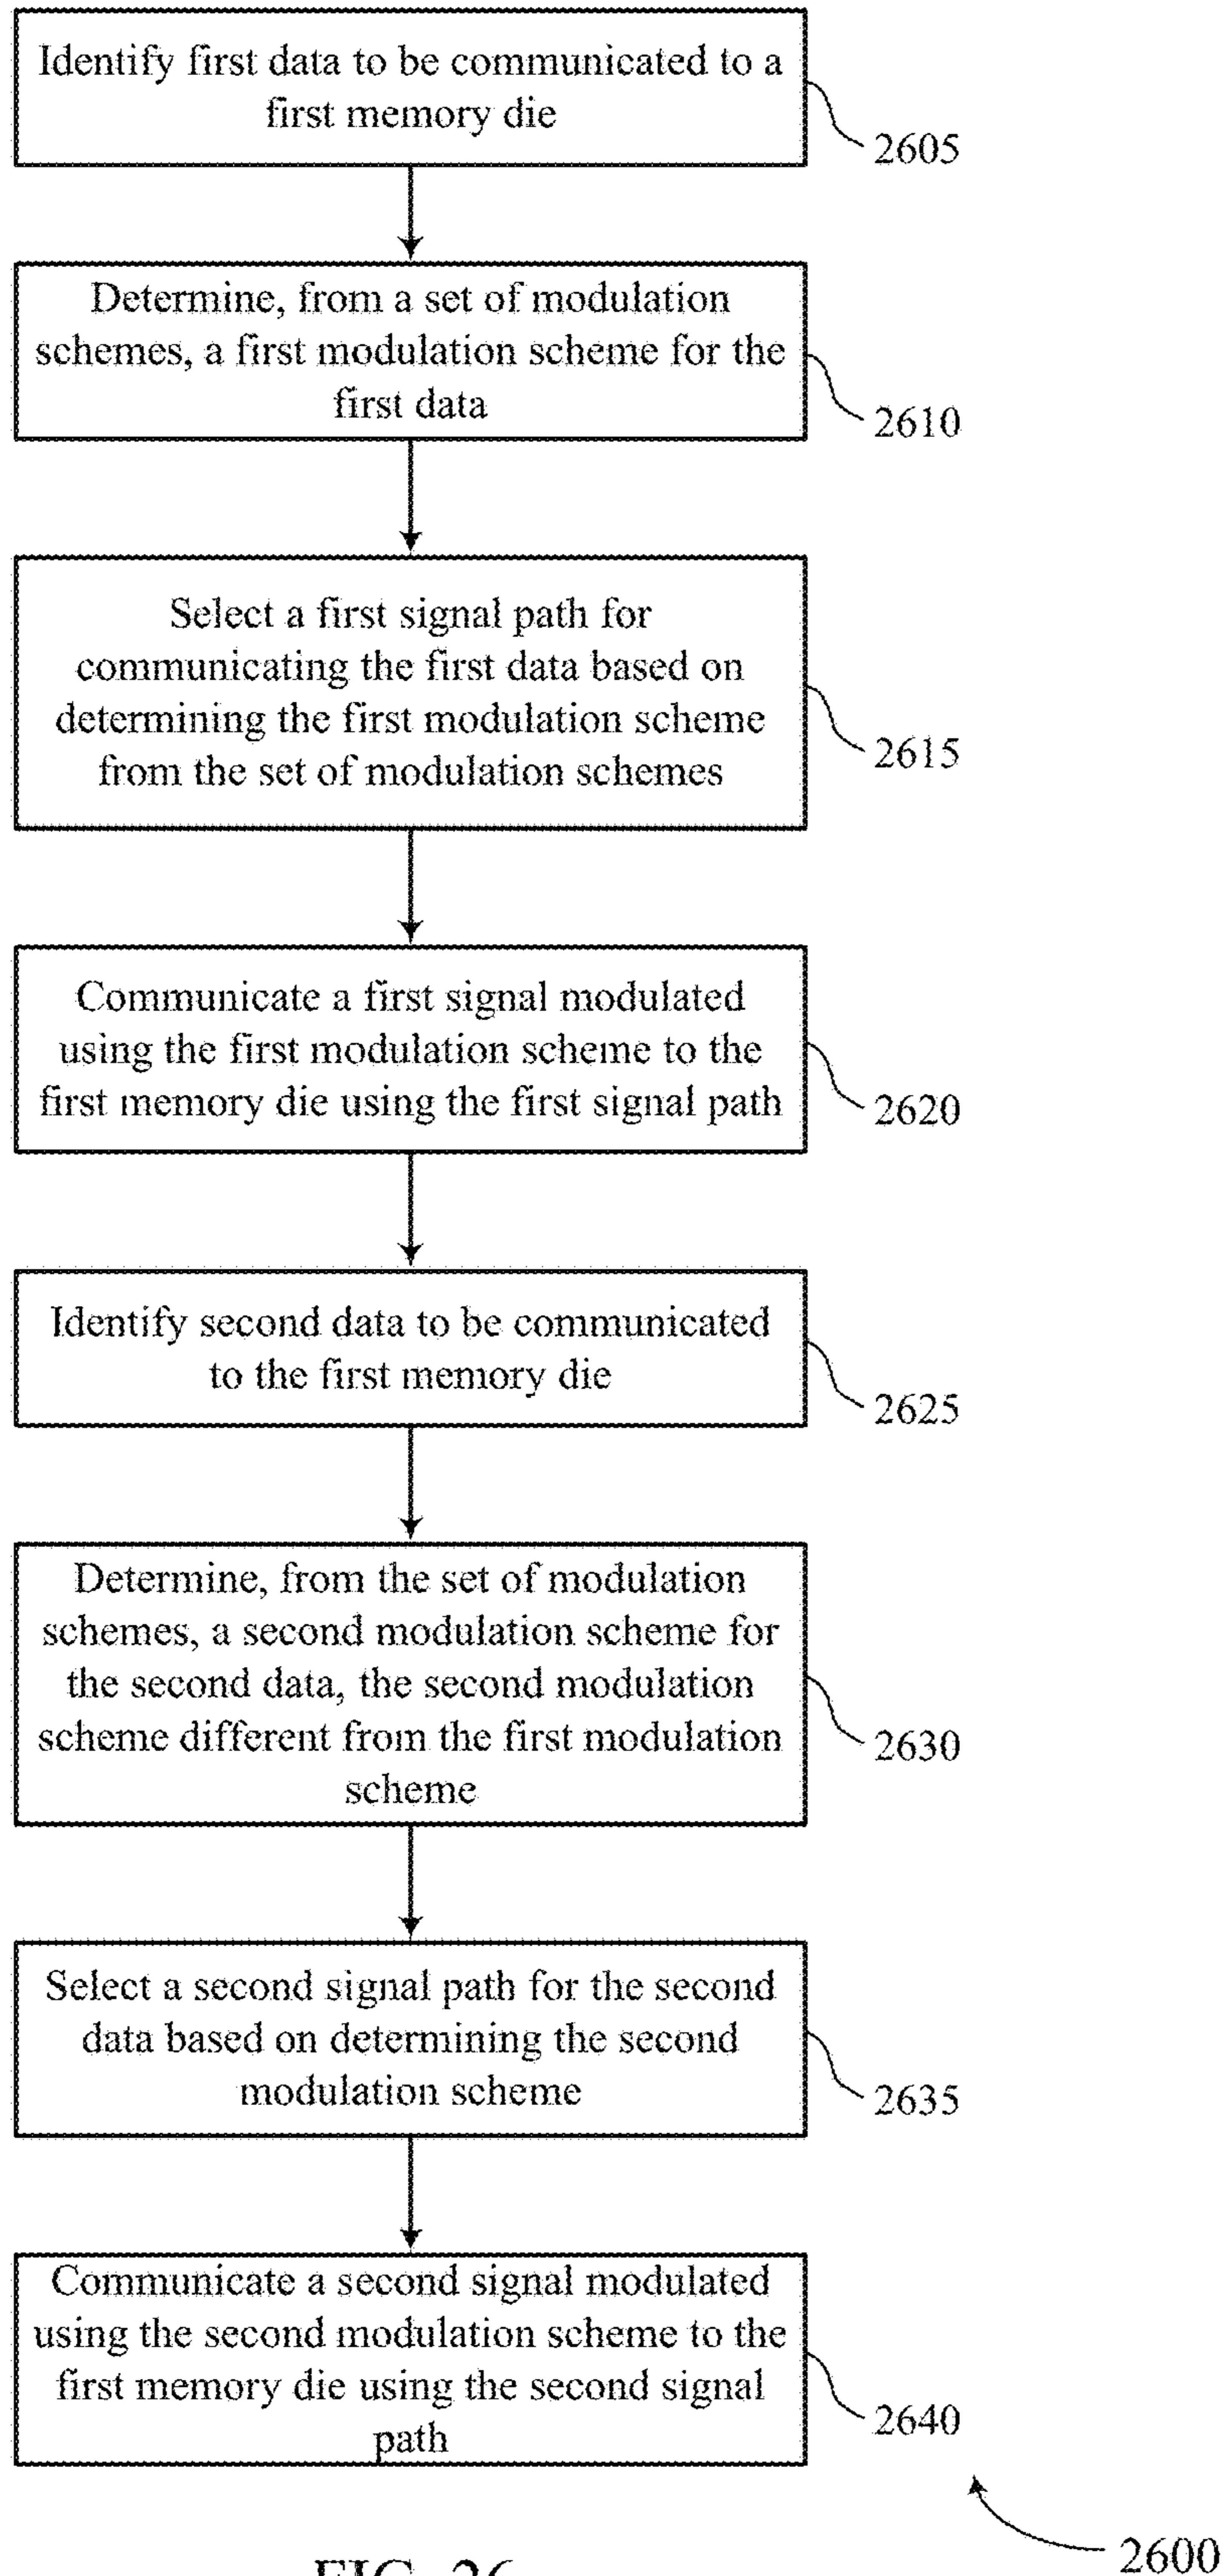 Identify first data to be communicated to a
first memory die
2605
Determine, from a set of modulation
schemes, a first modulation scheme for the
first data
2610
Select a first signal path for
communicating the first data based on
determining the first modulation scheme
from the set of modulation schemes
2615
Communicate a first signal modulated
using the first modulation scheme to the
first memory die using the first signal path
2620
Identify second data to be communicated
to the first memory die
2625
Determine, from the set of modulation
schemes, a second modulation scheme for
the second data, the second modulation
scheme different from the first modulation
scheme
2630
Select a second signal path for the second
data based on determining the second
modulation scheme
2635
Communicate a second signal modulated
using the second modulation scheme to the
first memory die using the second signal
path
2640
2600
FIG. 26